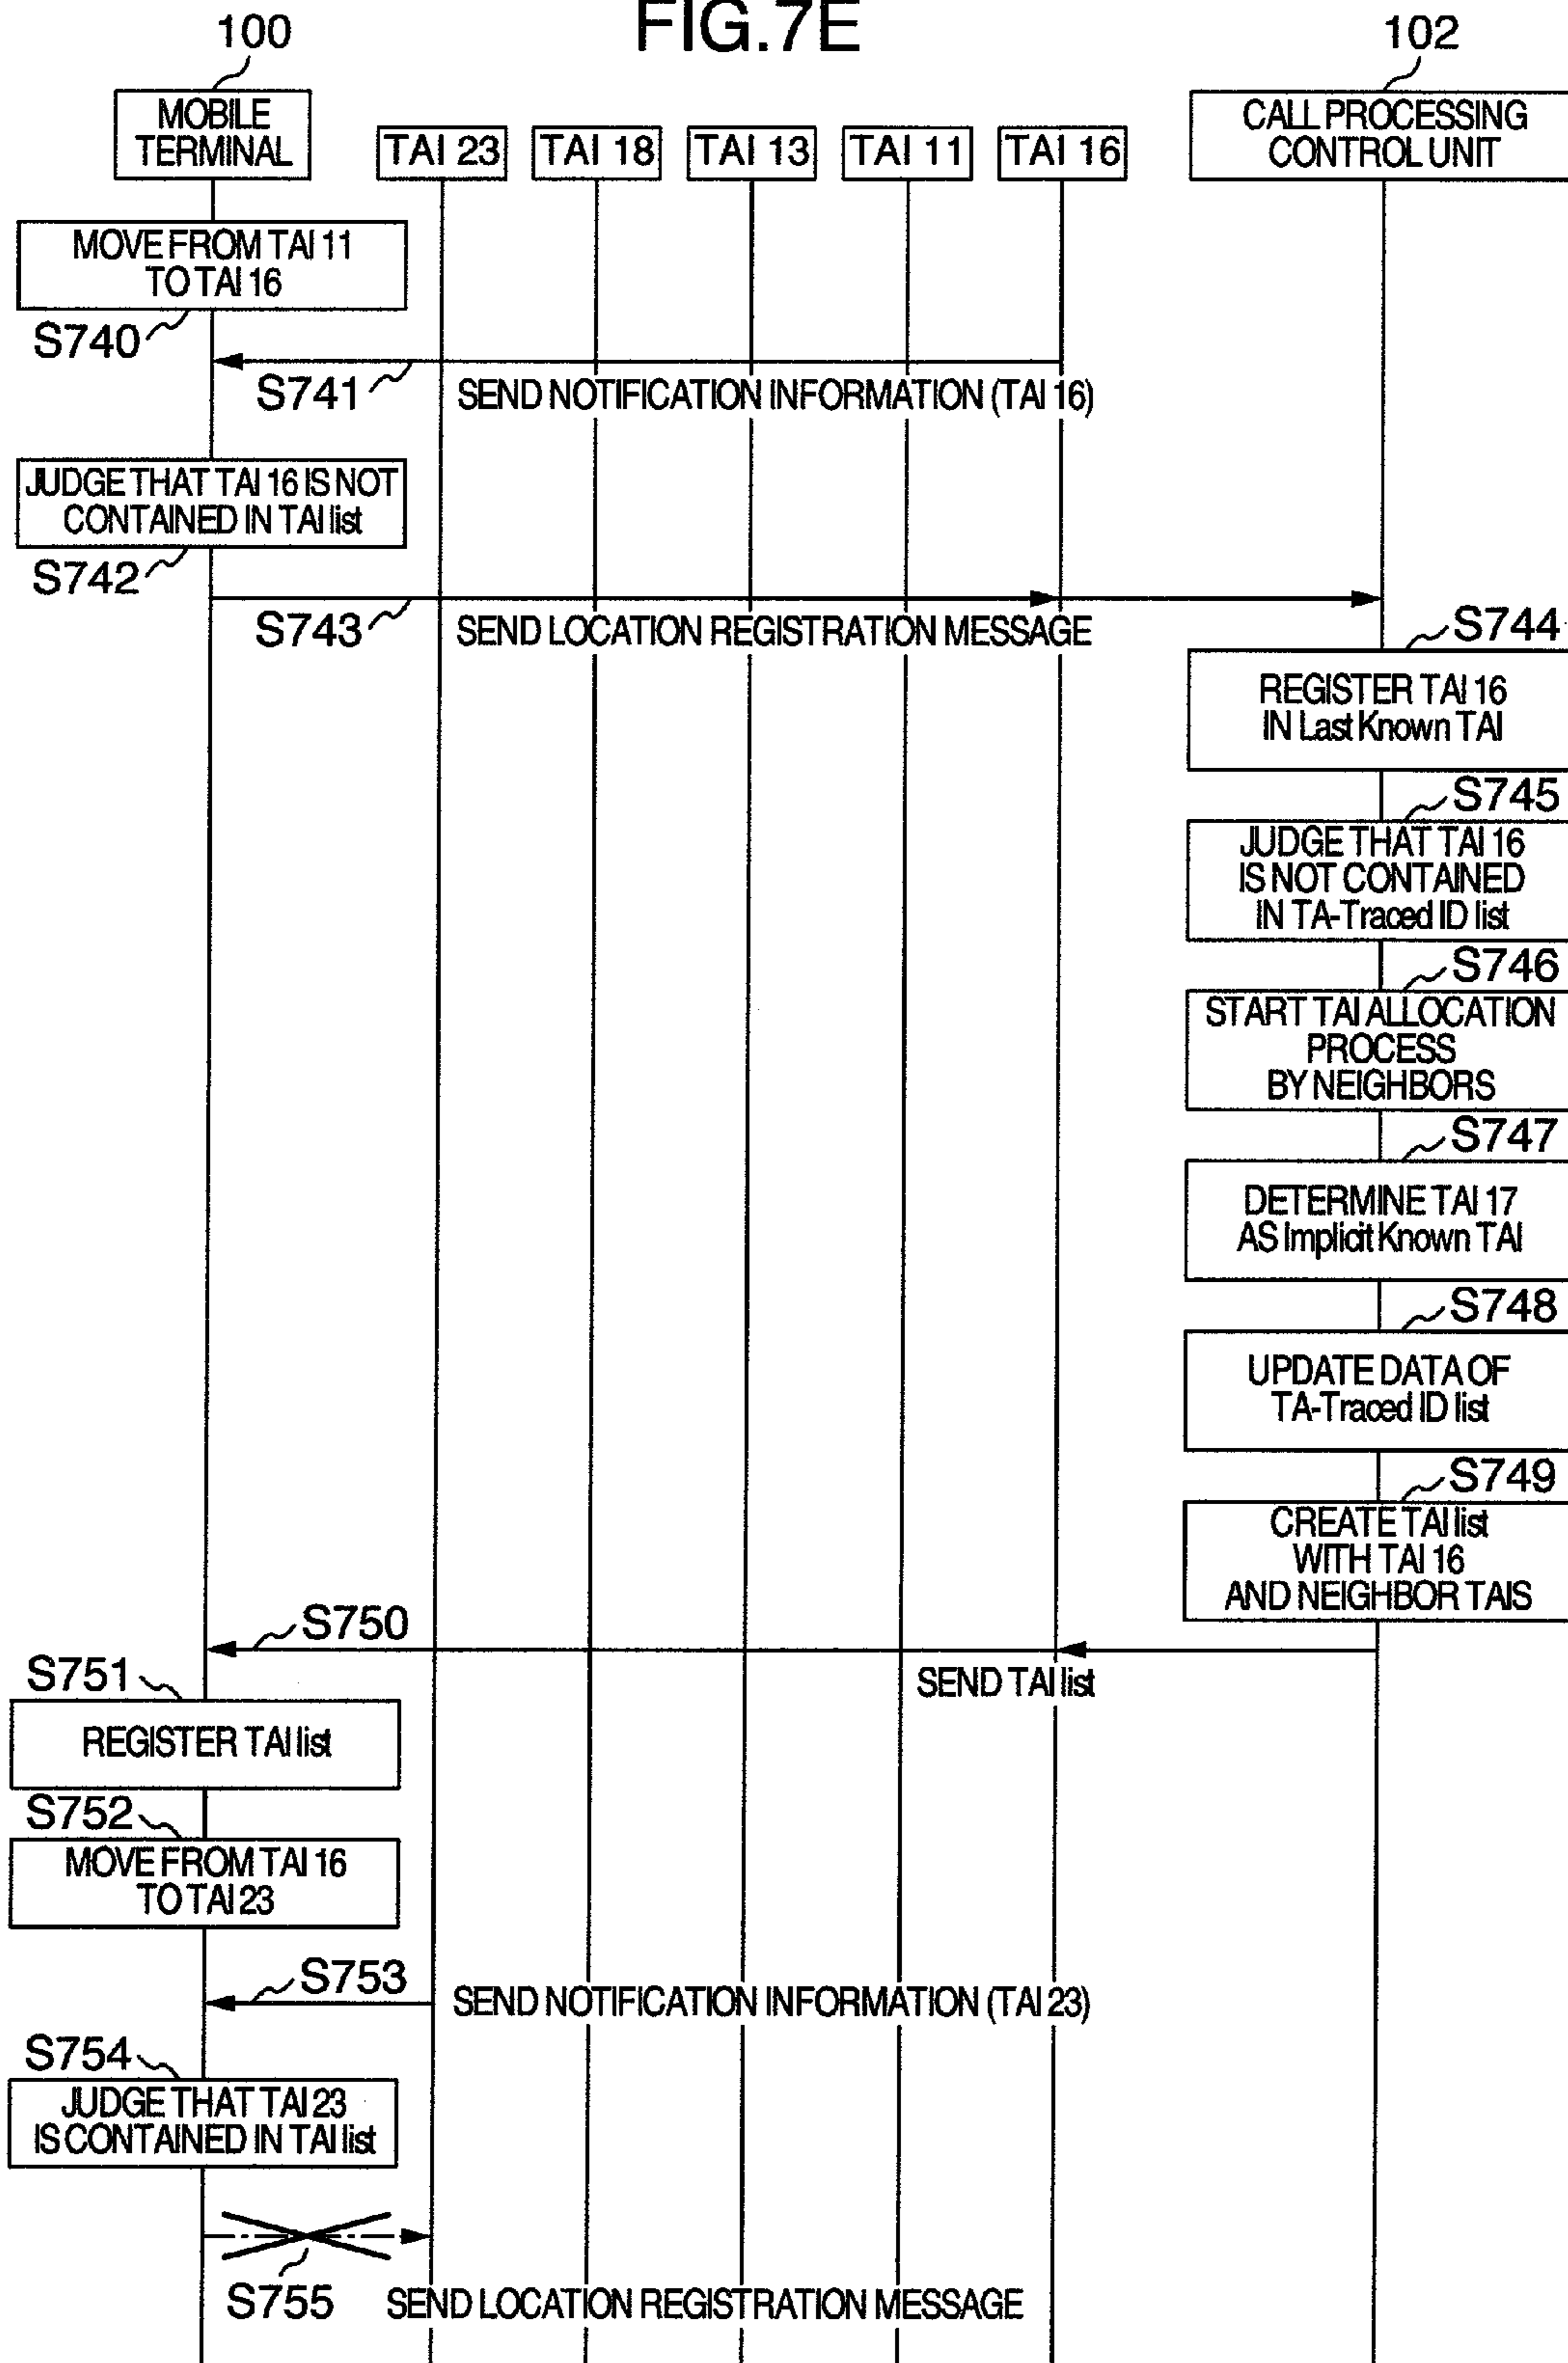 FIG.7E
100
102
MOBILE
TERMINAL
TAI 23
TAI 18
TAI 13
TAI 11
TAI 16
CALL PROCESSING
CONTROL UNIT
MOVE FROM TAI 11
TO TAI 16
S740
S741
SEND NOTIFICATION INFORMATION (TAI 16)
JUDGE THAT TAI 16 IS NOT
CONTAINED IN TAI list
S742
S743
SEND LOCATION REGISTRATION MESSAGE
S744
REGISTER TAI 16
IN Last Known TAI
S745
JUDGE THAT TAI 16
IS NOT CONTAINED
IN TA-Traced ID list
S746
START TAI ALLOCATION
PROCESS
BY NEIGHBORS
S747
DETERMINE TAI 17
AS Implicit Known TAI
S748
UPDATE DATA OF
TA-Traced ID list
S749
CREATE TAI list
WITH TAI 16
AND NEIGHBOR TAIS
S750
SEND TAI list
S751
REGISTER TAI list
S752
MOVE FROM TAI 16
TO TAI 23
S753
SEND NOTIFICATION INFORMATION (TAI 23)
S754
JUDGE THAT TAI 23
IS CONTAINED IN TAI list
S755
SEND LOCATION REGISTRATION MESSAGE